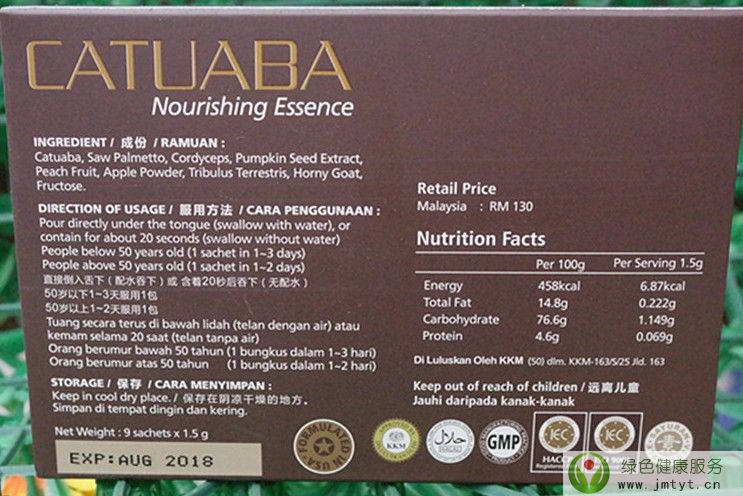 CATUABA
Nourishing Essence
INGREDIENT / 成份 / RAMUAN :
Catuaba, Saw Palmetto, Cordyceps, Pumpkin Seed Extract,
Peach Fruit, Apple Powder, Tribulus Terrestris, Horny Goat,
Fructose.
DIRECTION OF USAGE / 服用方法 / CARA PENGGUNAAN :
Pour directly under the tongue (swallow with water), or
contain for about 20 seconds (swallow without water)
People below 50 years old (1 sachet in 1~3 days)
People above 50 years old (1 sachet in 1~2 days)
直接倒入舌下（配水吞下）或 含着20秒后吞下（无配水）
50岁以下1~3天服用1包
50岁以上1~2天服用1包
Tuang secara terus di bawah lidah (telan dengan air) atau
kemam selama 20 saat (telan tanpa air)
Orang berumur bawah 50 tahun (1 bungkus dalam 1~3 hari)
Orang berumur atas 50 tahun (1 bungkus dalam 1~2 hari)
STORAGE / 保存 / CARA MENYIMPAN :
Keep in cool dry place. / 保存在阴凉干燥的地方。
Simpan di tempat dingin dan kering.
Net Weight : 9 sachets x 1.5 g
EXP:AUG 2018
Retail Price
Malaysia : RM 130
Nutrition Facts
Per 100g Per Serving 1.5g
Energy 458kcal 6.87kcal
Total Fat 14.8g 0.222g
Carbohydrate 76.6g 1.149g
Protein 4.6g 0.069g
Di Luluskan Oleh KKM (50) dlm. KKM-163/S/25 Jld. 163
Keep out of reach of children / 远离儿童
Jauhi daripada kanak-kanak
FORMULATED IN USA
KKM
حلال
HALAL
GMP
IEC
HACC
IEC
绿色健康服务
www.jmtyt.cn